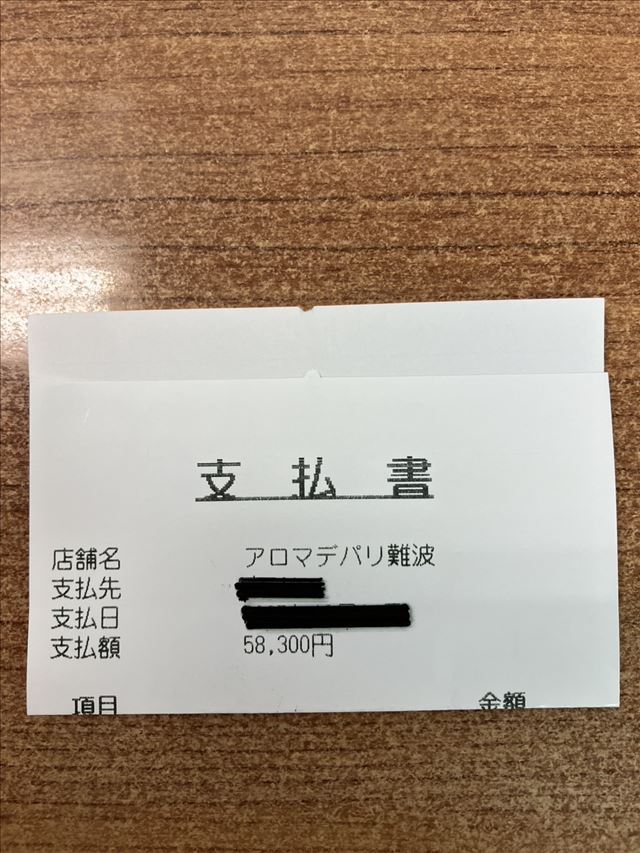 支払書
店舗名 アロマデパリ難波
支払先
支払日
支払額 58,300円
項目 金額